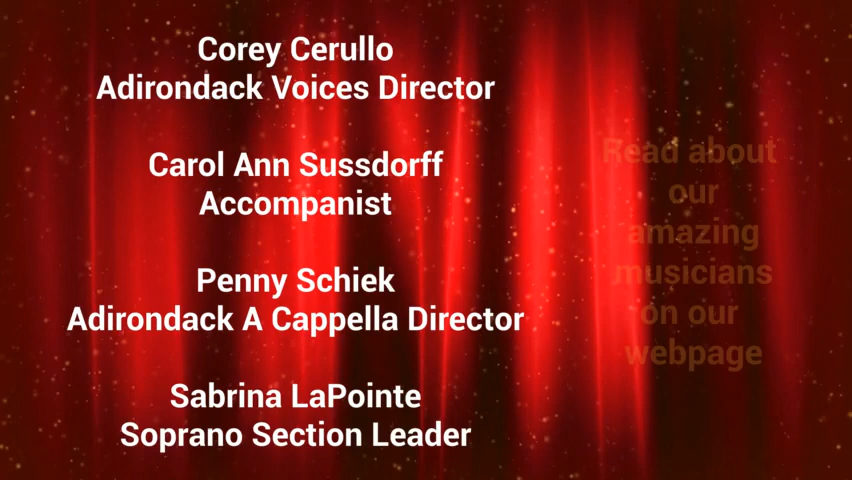 Corey Cerullo
Adirondack Voices Director
Carol Ann Sussdorff
Accompanist
Penny Schiek
Adirondack A Cappella Director
Sabrina LaPointe
Soprano Section Leader
Read about
our
amazing
musicians
on our
webpage